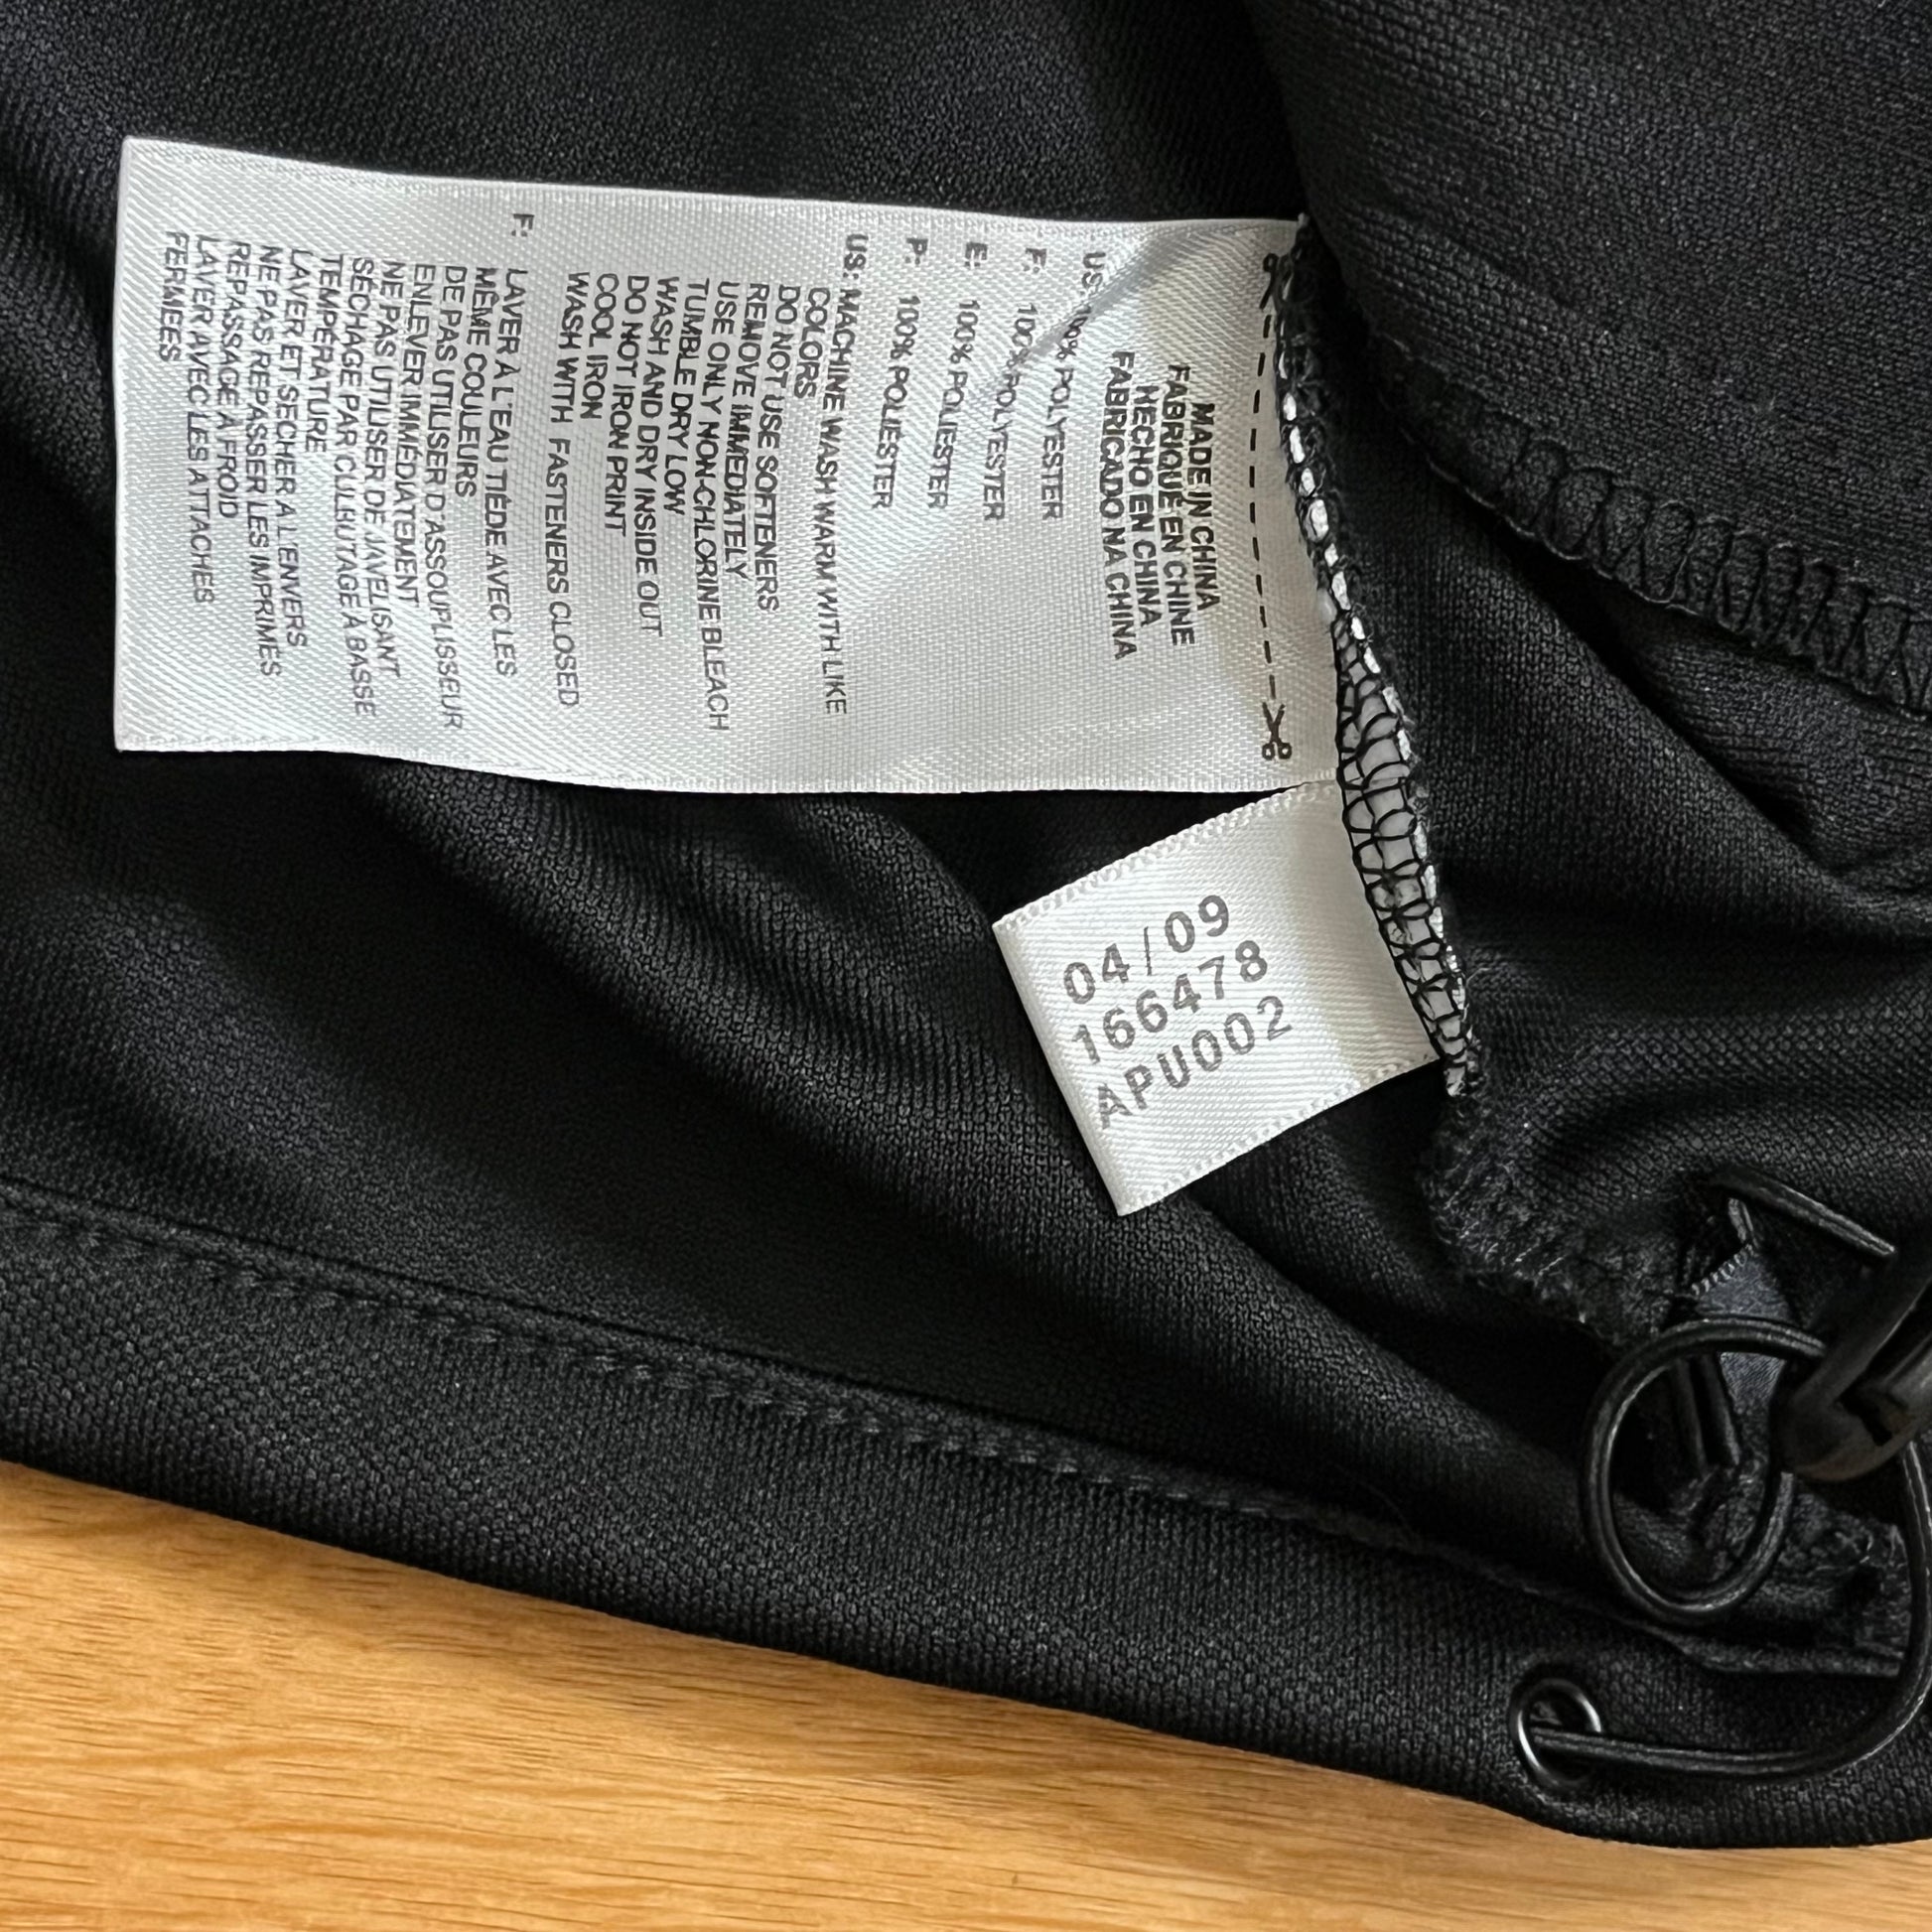 MADE IN CHINA
FABRIQUÉ EN CHINE
HECHO EN CHINA
FABRICADO NA CHINA
US: 100% POLYESTER
F: 100% POLYESTER
E: 100% POLIESTER
P: 100% POLIESTER
US: MACHINE WASH WARM WITH LIKE
COLORS
DO NOT USE SOFTENERS
REMOVE IMMEDIATELY
USE ONLY NON-CHLORINE BLEACH
TUMBLE DRY LOW
WASH AND DRY INSIDE OUT
DO NOT IRON PRINT
COOL IRON
WASH WITH FASTENERS CLOSED
F: LAVER À L'EAU TIÉDE AVEC LES
MÊME COULEURS
DE PAS UTILISER D'ASSOUPLISSEUR
ENLEVER IMMÉDIATEMENT
NE PAS UTILISER DE JAVELISANT
SÉCHAGE PAR CULBUTAGE À BASSE
TEMPÉRATURE
LAVER ET SÉCHER À L'ENVERS
NE PAS REPASSER LES IMPRIMÉS
REPASSAGE À FROID
LAVER AVEC LES ATTACHES
FERMÉES
04/09
166478
APU002